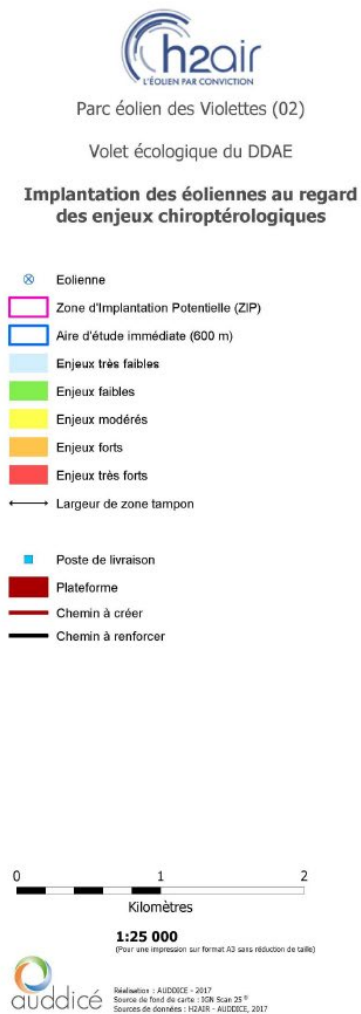 h2air
L'ÉOLIEN PAR CONVICTION
Parc éolien des Violettes (02)
Volet écologique du DDAE
Implantation des éoliennes au regard
des enjeux chiroptérologiques
Eolienne
Zone d'Implantation Potentielle (ZIP)
Aire d'étude immédiate (600 m)
Enjeux très faibles
Enjeux faibles
Enjeux modérés
Enjeux forts
Enjeux très forts
Largeur de zone tampon
Poste de livraison
Plateforme
Chemin à créer
Chemin à renforcer
0 1 2
Kilomètres
1:25 000
(Pour une impression sur format A3 sans réduction de taille)
auddicé
Réalisation : AUDDICE - 2017
Source de fond de carte : IGN Scan 25 ®
Sources de données : H2AIR - AUDDICE, 2017